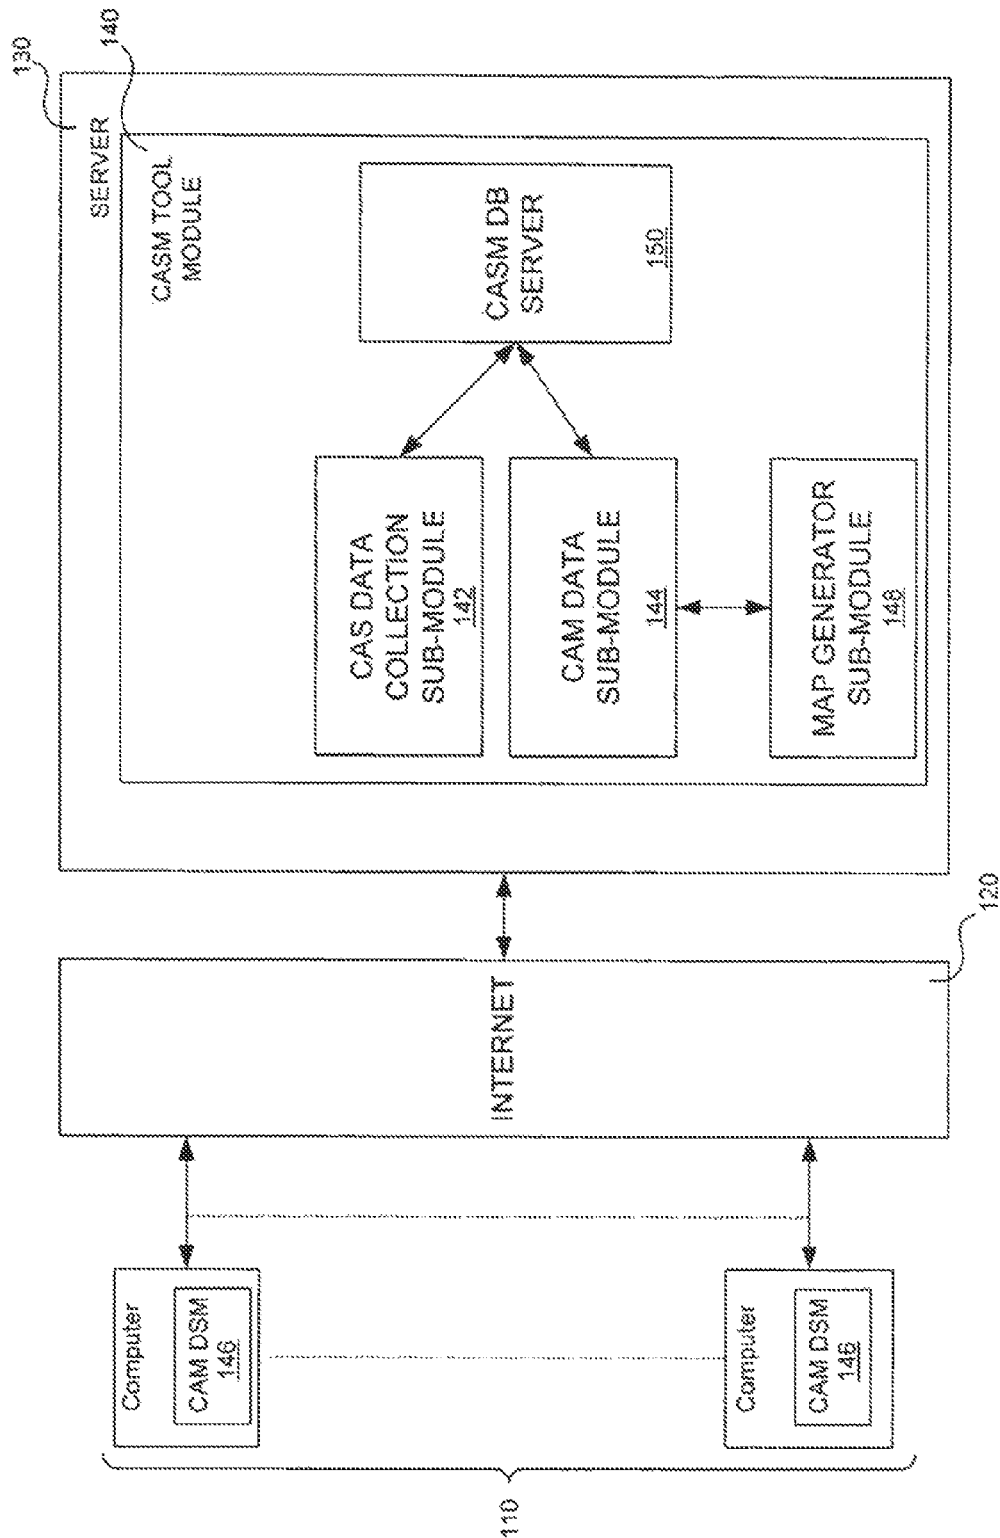 130
SERVER
140
CASM TOOL
MODULE
CAS DATA
COLLECTION
SUB-MODULE
142
CAM DATA
SUB-MODULE
144
MAP GENERATOR
SUB-MODULE
148
CASM DB
SERVER
150
INTERNET
120
Computer
CAM DSM
146
Computer
CAM DSM
146
110